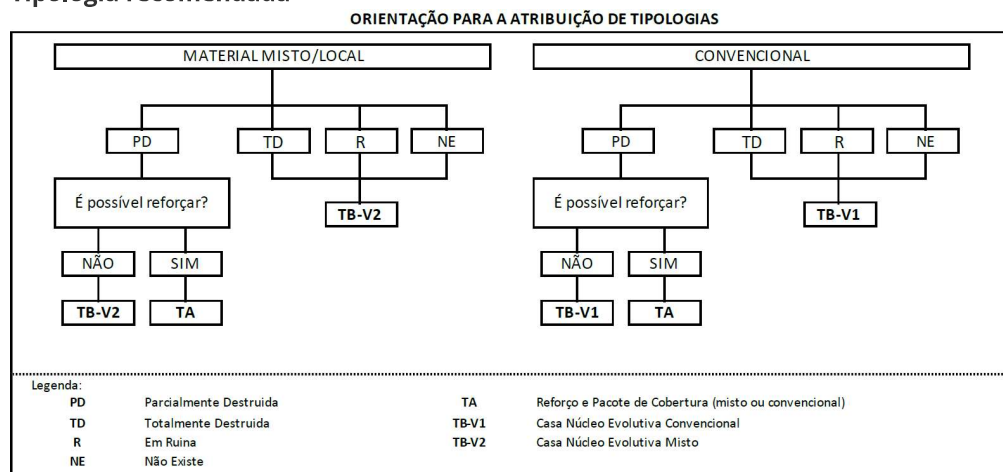 ORIENTAÇÃO PARA A ATRIBUIÇÃO DE TIPOLOGIAS
MATERIAL MISTO/LOCAL
PD TD R NE
É possível reforçar?
TB-V2
NÃO SIM
TB-V2 TA
CONVENCIONAL
PD TD R NE
É possível reforçar?
TB-V1
NÃO SIM
TB-V1 TA
Legenda:
PD Parcialmente Destruida
TD Totalmente Destruida
R Em Ruina
NE Não Existe
TA Reforço e Pacote de Cobertura (misto ou convencional)
TB-V1 Casa Núcleo Evolutiva Convencional
TB-V2 Casa Núcleo Evolutiva Misto